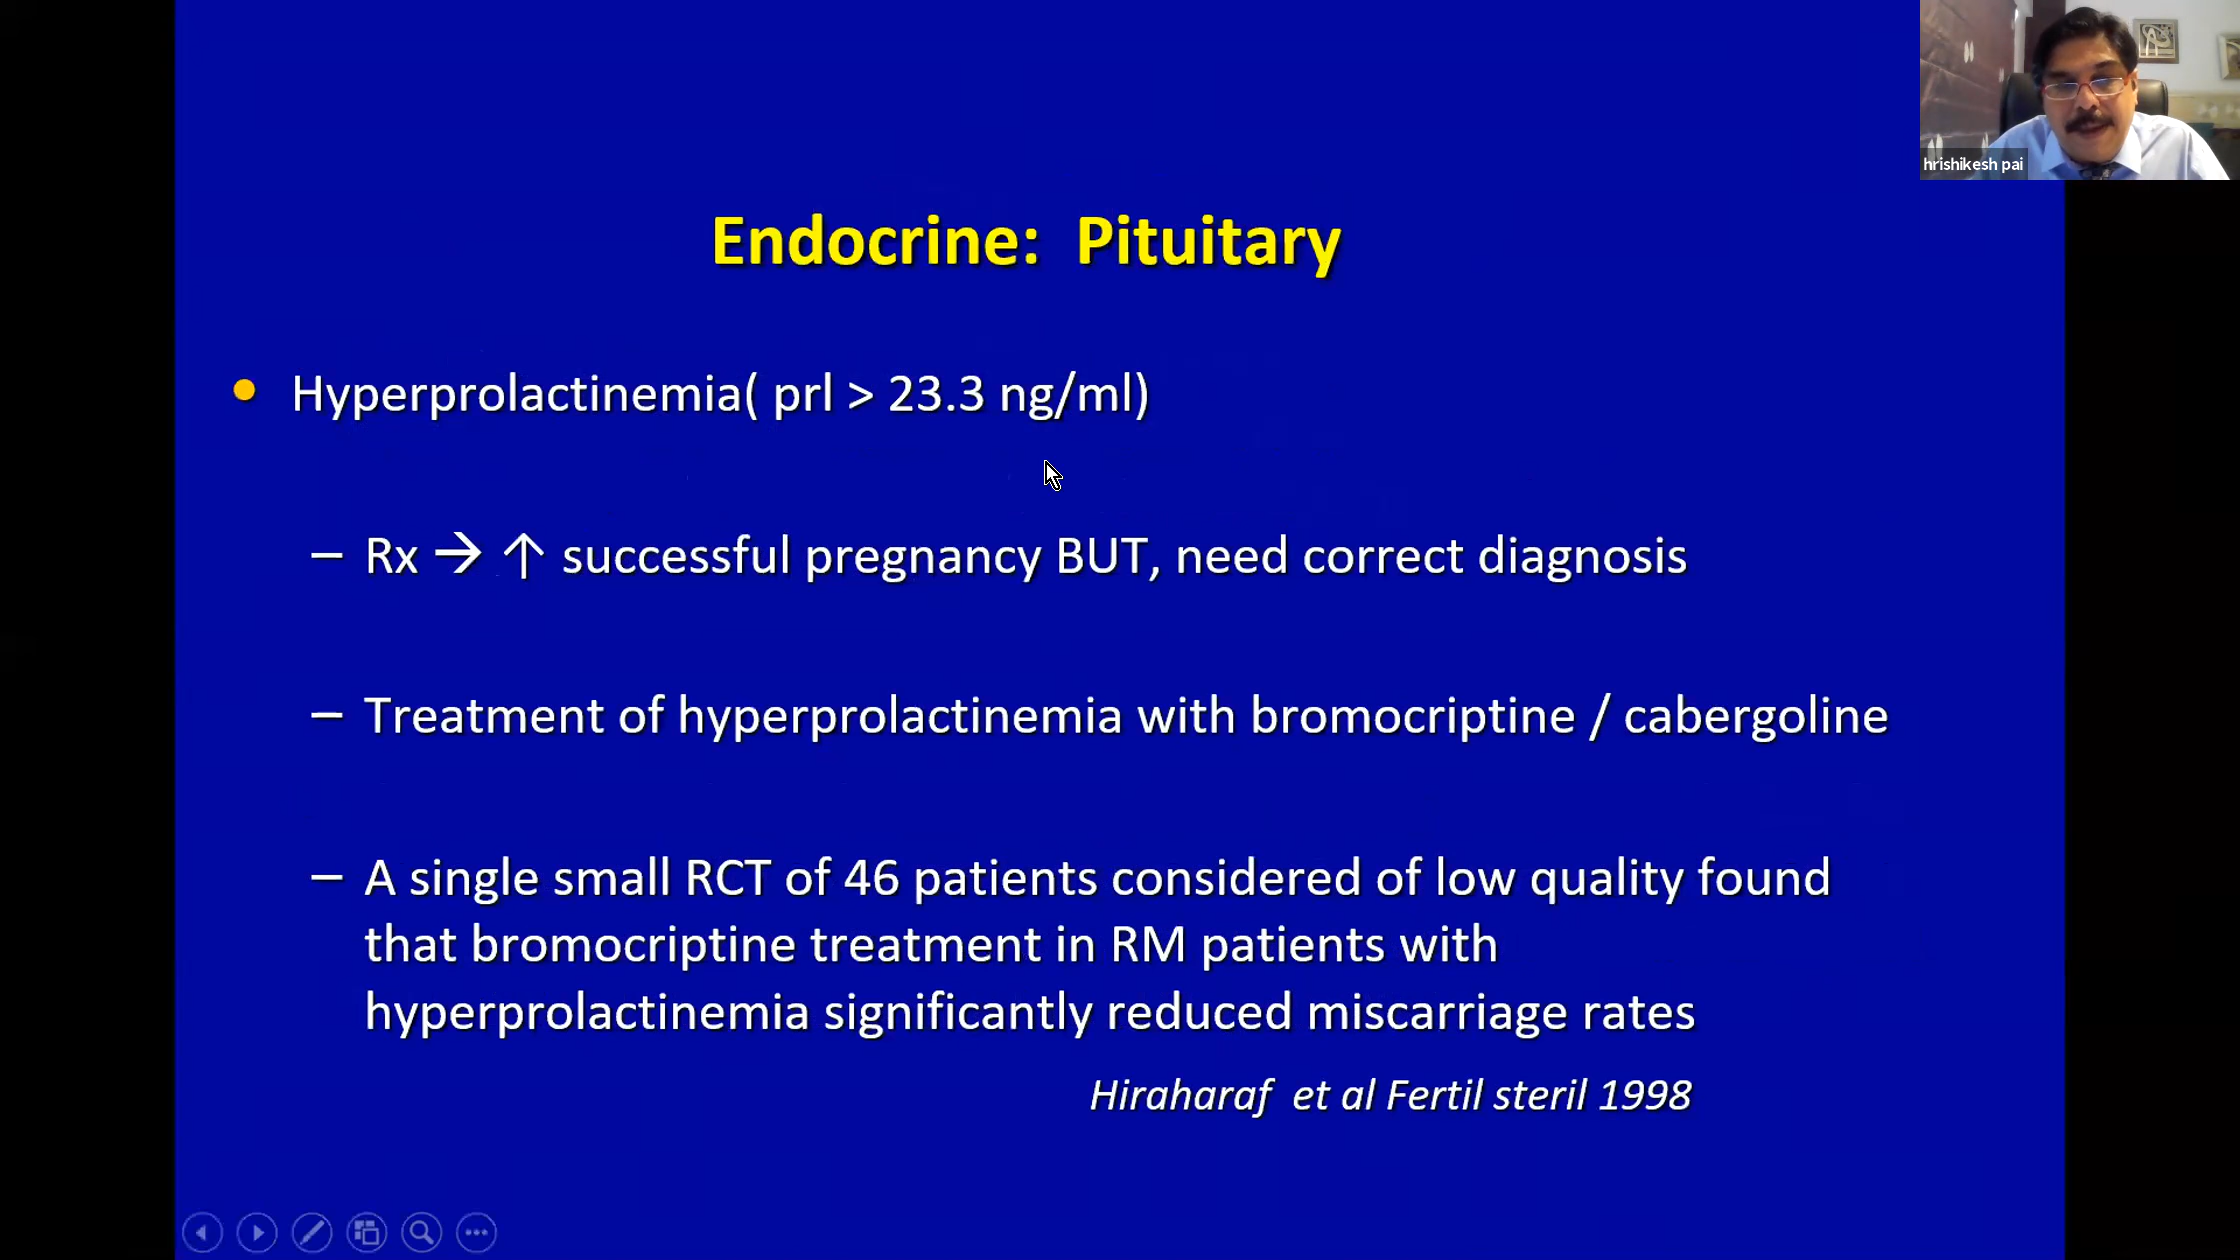 hrishikesh pai
Endocrine: Pituitary
• Hyperprolactinemia( prl > 23.3 ng/ml)
– Rx → ↑ successful pregnancy BUT, need correct diagnosis
– Treatment of hyperprolactinemia with bromocriptine / cabergoline
– A single small RCT of 46 patients considered of low quality found
that bromocriptine treatment in RM patients with
hyperprolactinemia significantly reduced miscarriage rates
Hiraharaf et al Fertil steril 1998